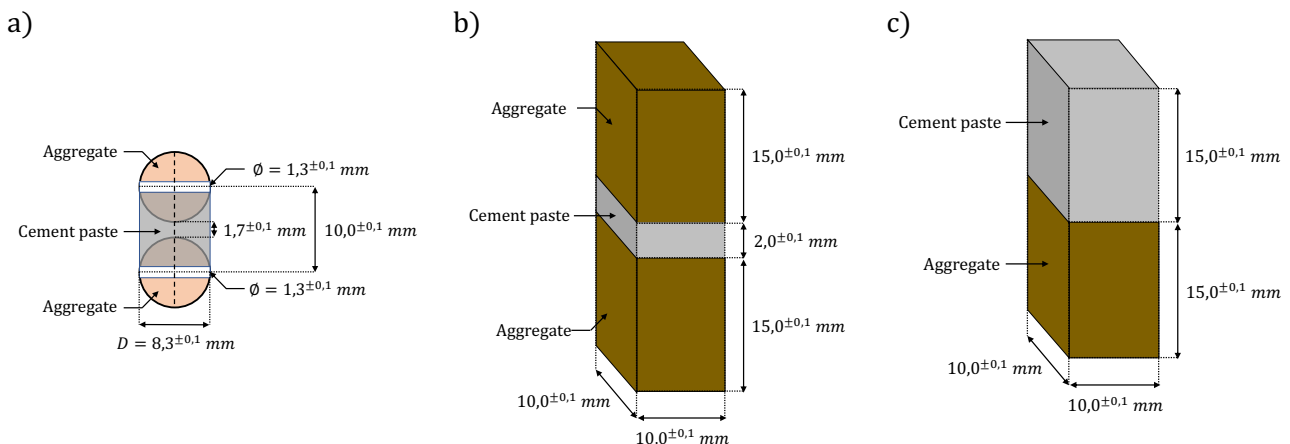 a)
Aggregate
Ø = 1,3±0,1 mm
Cement paste
1,7±0,1 mm
10,0±0,1 mm
Ø = 1,3±0,1 mm
Aggregate
D = 8,3±0,1 mm
b)
Aggregate
15,0±0,1 mm
Cement paste
2,0±0,1 mm
Aggregate
15,0±0,1 mm
10,0±0,1 mm
10,0±0,1 mm
c)
Cement paste
15,0±0,1 mm
Aggregate
15,0±0,1 mm
10,0±0,1 mm
10,0±0,1 mm